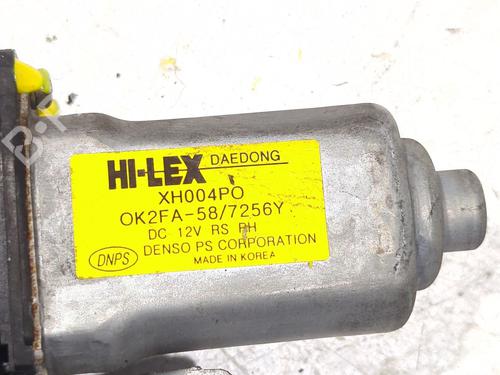 HI-LEX DAEDONG
XH004PO
OK2FA-58/7256Y
DC 12V RS RH
DENSO PS CORPORATION
DNPS MADE IN KOREA